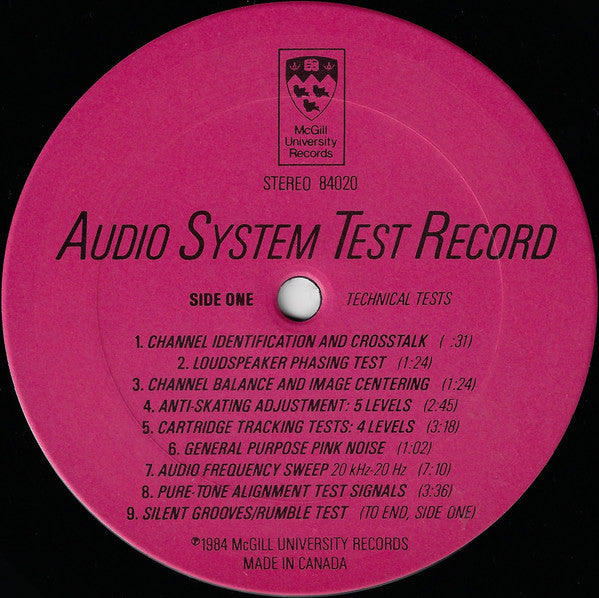 McGill
University
Records
STEREO 84020
AUDIO SYSTEM TEST RECORD
SIDE ONE TECHNICAL TESTS
1. CHANNEL IDENTIFICATION AND CROSSTALK ( :31)
2. LOUDSPEAKER PHASING TEST (1:24)
3. CHANNEL BALANCE AND IMAGE CENTERING (1:24)
4. ANTI-SKATING ADJUSTMENT: 5 LEVELS (2:45)
5. CARTRIDGE TRACKING TESTS: 4 LEVELS (3:18)
6. GENERAL PURPOSE PINK NOISE (1:02)
7. AUDIO FREQUENCY SWEEP 20 kHz-20 Hz (7:10)
8. PURE-TONE ALIGNMENT TEST SIGNALS (3:36)
9. SILENT GROOVES/RUMBLE TEST (TO END, SIDE ONE)
℗1984 McGILL UNIVERSITY RECORDS
MADE IN CANADA